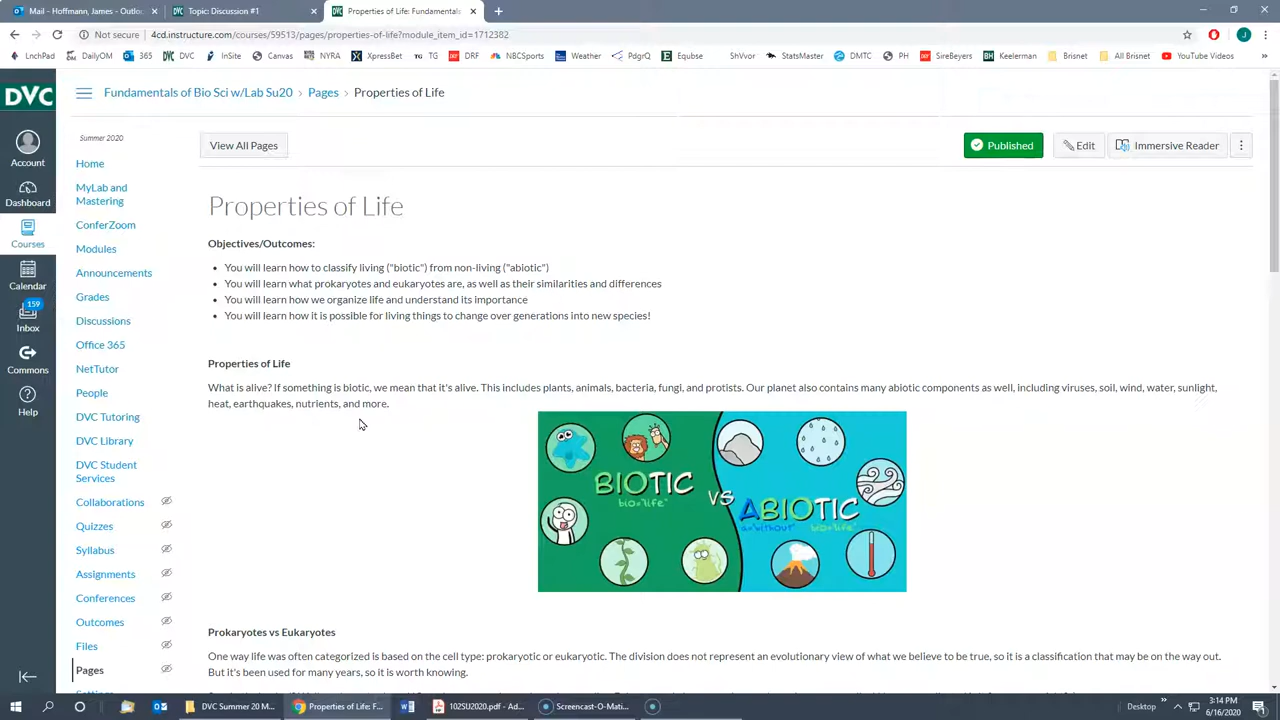 Mail – Hoffmann, James - Outloo
Topic: Discussion #1
Properties of Life: Fundamentals
Not secure
4cd.instructure.com/courses/59513/pages/properties-of-life?module_item_id=1712382
J
LnchPad
DailyOM
365
DVC
InSite
Canvas
NYRA
XpressBet
TG
TG
DRF
NBCSports
Weather
PdgrQ
Equbse
ShVvor
StatsMaster
DMTC
PH
SireBeyers
BH
Keelerman
Brisnet
All Brisnet
YouTube Videos
DVC
Account
Dashboard
Courses
Calendar
159
Inbox
Commons
Help
Fundamentals of Bio Sci w/Lab Su20 › Pages › Properties of Life
Summer 2020
Home
MyLab and
Mastering
ConferZoom
Modules
Announcements
Grades
Discussions
Office 365
NetTutor
People
DVC Tutoring
DVC Library
DVC Student
Services
Collaborations
Quizzes
Syllabus
Assignments
Conferences
Outcomes
Files
Pages
View All Pages
Published
Edit
Immersive Reader
Properties of Life
Objectives/Outcomes:
• You will learn how to classify living ("biotic") from non-living ("abiotic")
• You will learn what prokaryotes and eukaryotes are, as well as their similarities and differences
• You will learn how we organize life and understand its importance
• You will learn how it is possible for living things to change over generations into new species!
Properties of Life
What is alive? If something is biotic, we mean that it's alive. This includes plants, animals, bacteria, fungi, and protists. Our planet also contains many abiotic components as well, including viruses, soil, wind, water, sunlight,
heat, earthquakes, nutrients, and more.
BIOTIC
bio="life"
VS
ABIOTIC
a="without" bio="life"
Prokaryotes vs Eukaryotes
One way life was often categorized is based on the cell type: prokaryotic or eukaryotic. The division does not represent an evolutionary view of what we believe to be true, so it is a classification that may be on the way out.
But it's been used for many years, so it is worth knowing.
DVC Summer 20 M...
Properties of Life: F...
102SU2020.pdf - Ad...
Screencast-O-Mati...
Desktop
3:14 PM
6/16/2020